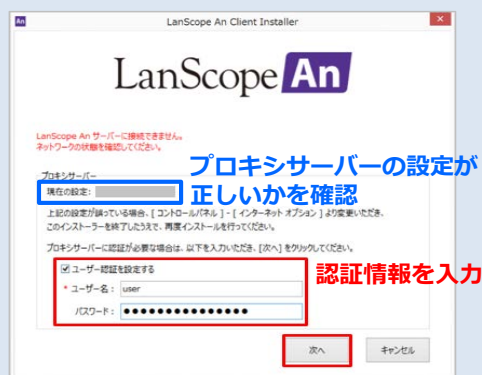 An
LanScope An Client Installer
LanScope An
LanScope An サーバーに接続できません。
ネットワークの状態を確認してください。
プロキシサーバー
現在の設定：
プロキシサーバーの設定が
正しいかを確認
上記の設定が誤っている場合、[ コントロールパネル ] - [ インターネット オプション ] より変更いただき、
このインストーラーを終了したうえで、再度インストールを行ってください。
プロキシサーバーに認証が必要な場合は、以下を入力いただき、[次へ] をクリックしてください。
ユーザー認証を設定する
* ユーザー名： user
パスワード： ●●●●●●●●●●●●●●●
認証情報を入力
次へ
キャンセル